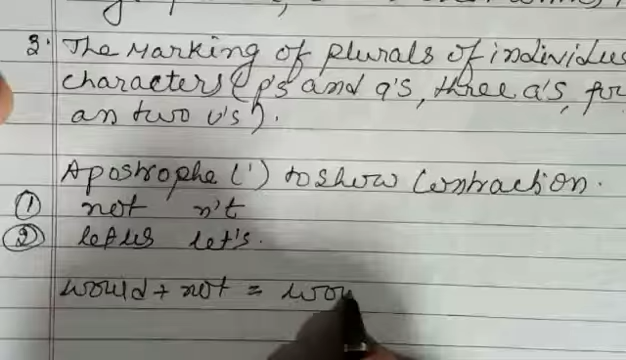 3. The Marking of plurals of individu
characters (p's and q's, three a's, for
an two u's).
Apostrophe (') to show Contraction.
① not n't
② let us let's.
would + not = wou